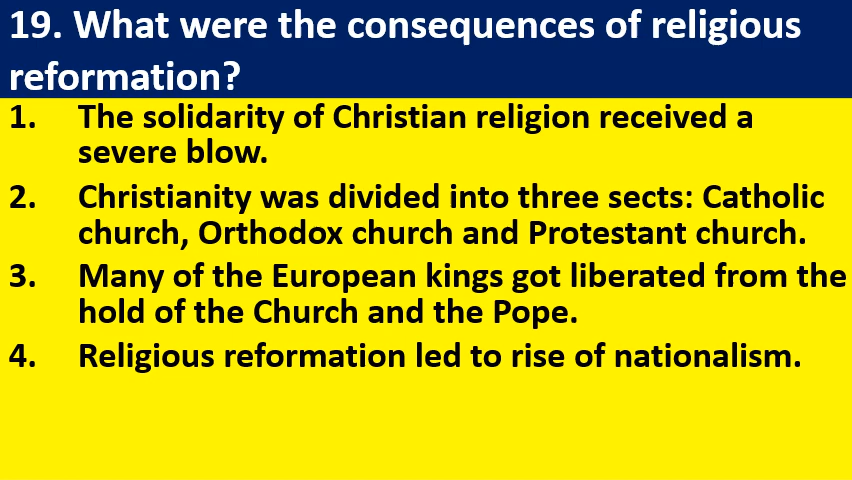 19. What were the consequences of religious
reformation?
1. The solidarity of Christian religion received a
severe blow.
2. Christianity was divided into three sects: Catholic
church, Orthodox church and Protestant church.
3. Many of the European kings got liberated from the
hold of the Church and the Pope.
4. Religious reformation led to rise of nationalism.